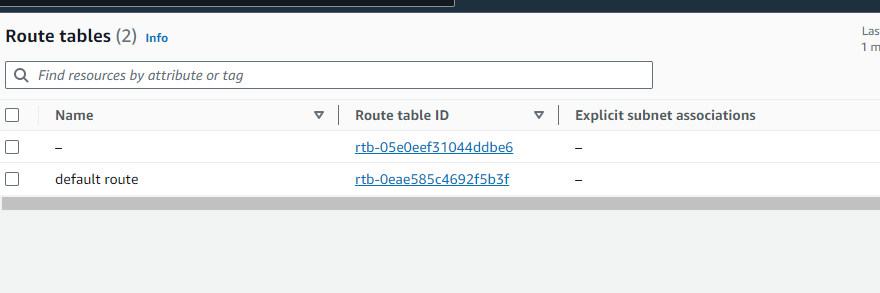 Route tables (2) Info
Las
1 m
Find resources by attribute or tag
Name Route table ID Explicit subnet associations
– rtb-05e0eef31044ddbe6 –
default route rtb-0eae585c4692f5b3f –